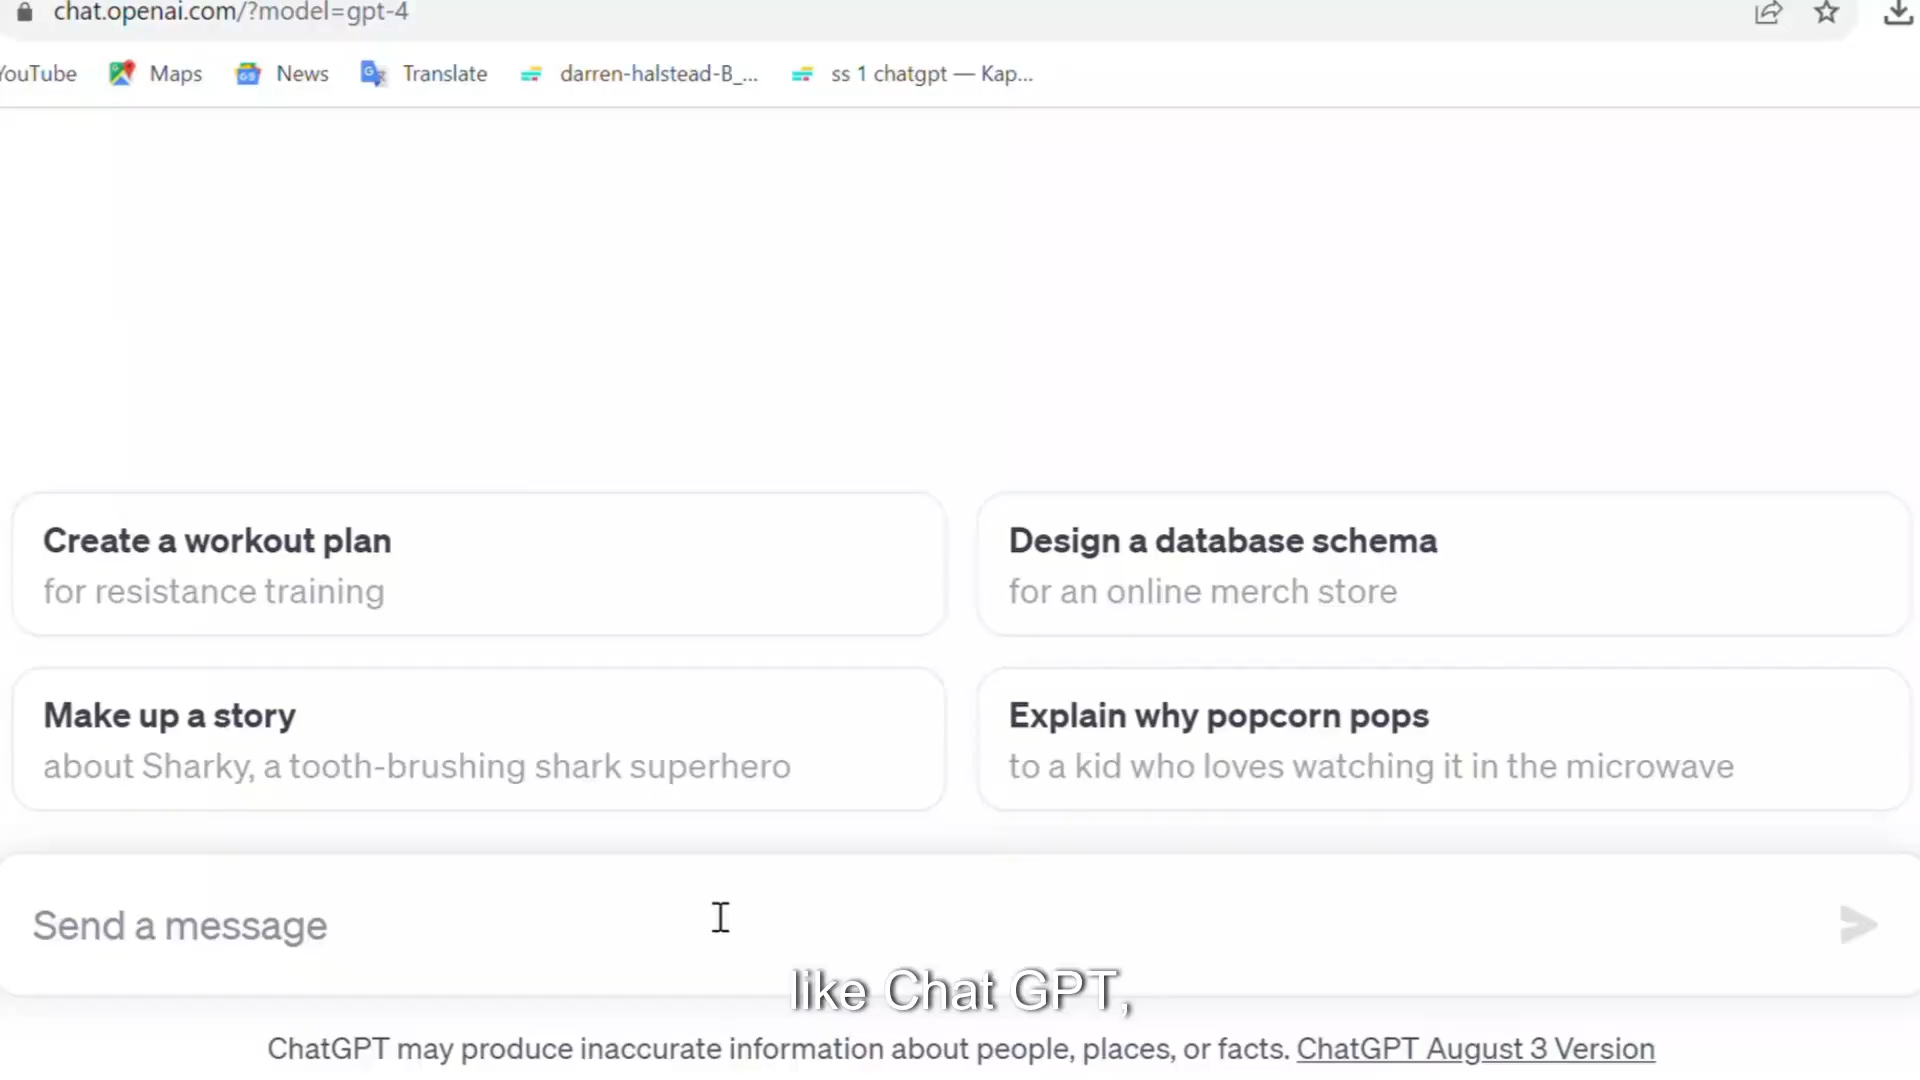 chat.openai.com/?model=gpt-4
YouTube Maps News Translate darren-halstead-B_... ss 1 chatgpt — Kap...
Create a workout plan
for resistance training
Design a database schema
for an online merch store
Make up a story
about Sharky, a tooth-brushing shark superhero
Explain why popcorn pops
to a kid who loves watching it in the microwave
Send a message
like Chat GPT,
ChatGPT may produce inaccurate information about people, places, or facts. ChatGPT August 3 Version